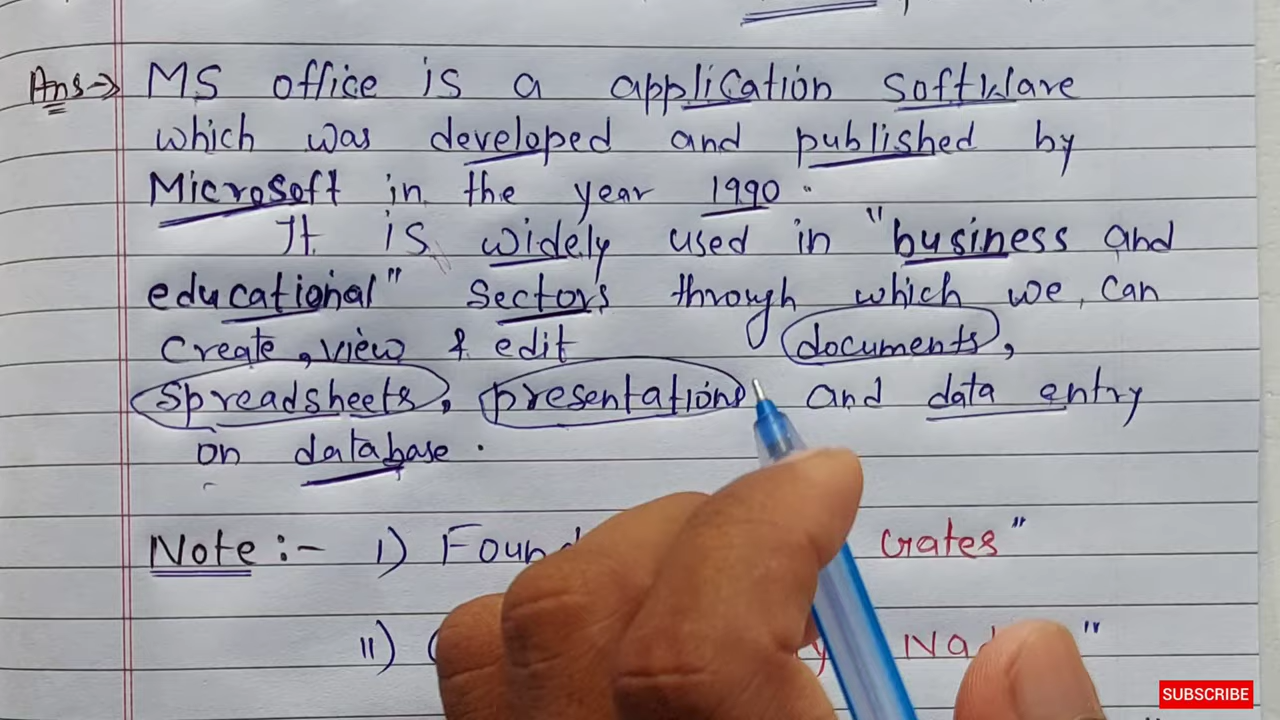 Ans→ MS office is a application software
which was developed and published by
Microsoft in the year 1990.
It is widely used in "business and
educational" sectors through which we can
create, view & edit documents,
spreadsheets, presentations and data entry
on database.
Note :- i) Found Gates"
ii)
SUBSCRIBE